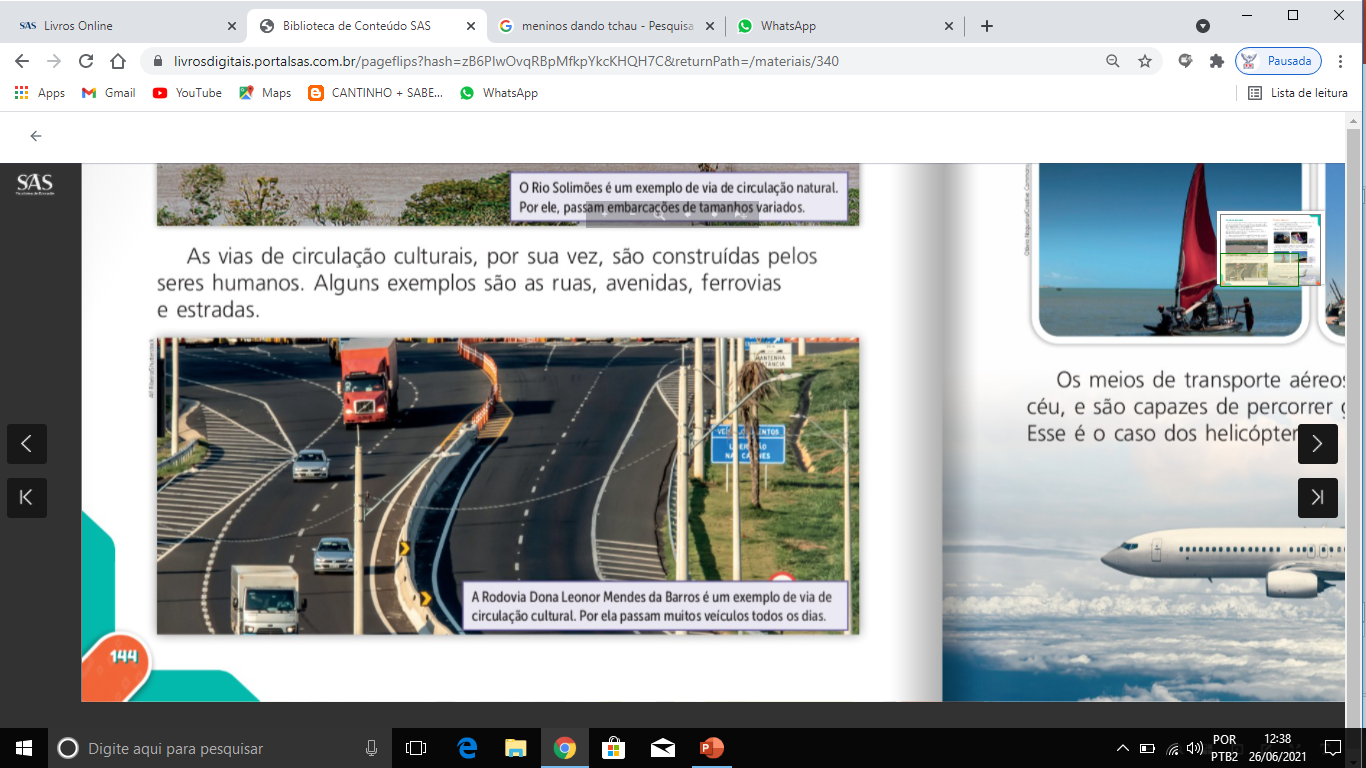 SAS Livros Online
Biblioteca de Conteúdo SAS
meninos dando tchau - Pesquisa
WhatsApp
livrosdigitais.portalsas.com.br/pageflips?hash=zB6PIwOvqRBpMfkpYkcKHQH7C&returnPath=/materiais/340
Pausada
Apps
Gmail
YouTube
Maps
CANTINHO + SABE...
WhatsApp
Lista de leitura
SAS
O Rio Solimões é um exemplo de via de circulação natural.
Por ele, passam embarcações de tamanhos variados.
As vias de circulação culturais, por sua vez, são construídas pelos
seres humanos. Alguns exemplos são as ruas, avenidas, ferrovias
e estradas.
MANTENHA
DISTÂNCIA
A Rodovia Dona Leonor Mendes da Barros é um exemplo de via de
circulação cultural. Por ela passam muitos veículos todos os dias.
144
Os meios de transporte aéreos
céu, e são capazes de percorrer g
Esse é o caso dos helicópter
Digite aqui para pesquisar
POR
PTB2
12:38
26/06/2021